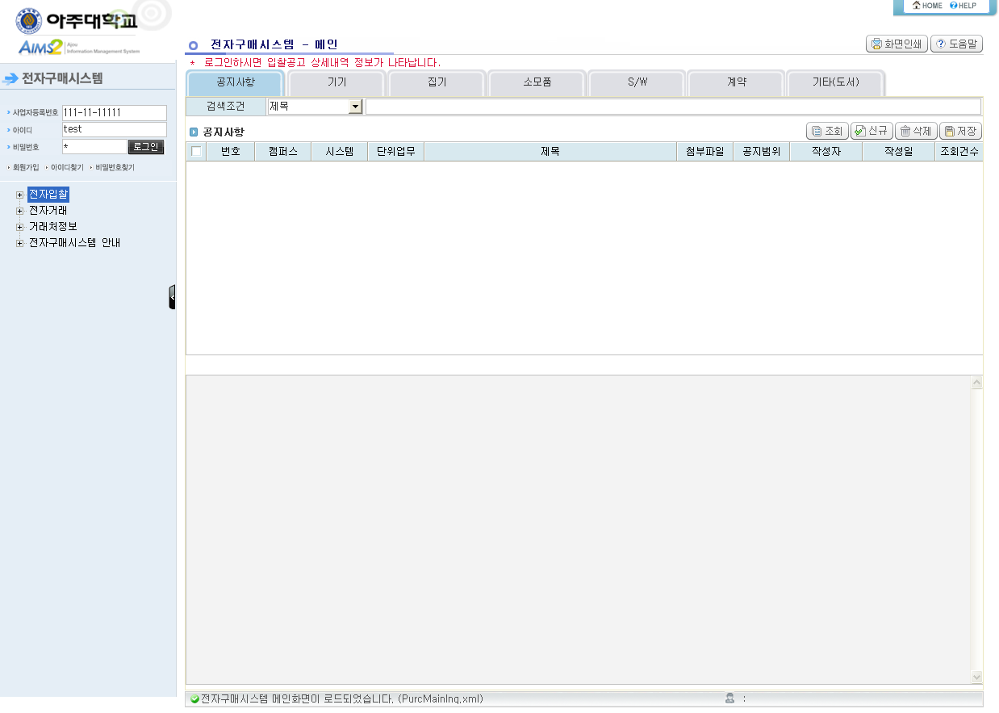 HOME HELP
아주대학교
AIMS2 Ajou Information Management System
전자구매시스템 - 메인
화면인쇄 도움말
* 로그인하시면 입찰공고 상세내역 정보가 나타납니다.
전자구매시스템
공지사항 기기 집기 소모품 S/W 계약 기타(도서)
검색조건 제목
사업자등록번호 111-11-11111
아이디 test
비밀번호 * 로그인
회원가입 아이디찾기 비밀번호찾기
공지사항 조회 신규 삭제 저장
번호 캠퍼스 시스템 단위업무 제목 첨부파일 공지범위 작성자 작성일 조회건수
전자입찰
전자거래
거래처정보
전자구매시스템 안내
전자구매시스템 메인화면이 로드되었습니다. (PurcMainInq.xml) :